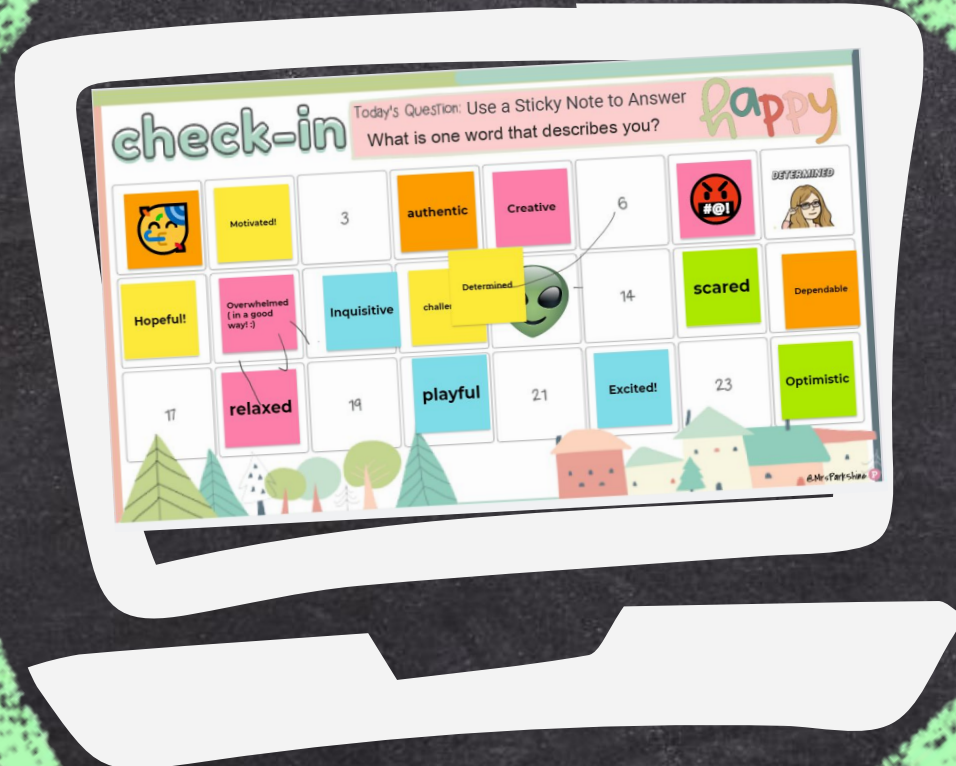 check-in
Today's Question: Use a Sticky Note to Answer
What is one word that describes you?
happy
Motivated!
3
authentic
Creative
6
#@!
DETERMINED
Hopeful!
Overwhelmed
( in a good
way! :)
Inquisitive
Determined
14
scared
Dependable
17
relaxed
19
playful
21
Excited!
23
Optimistic
@MrsParkShine